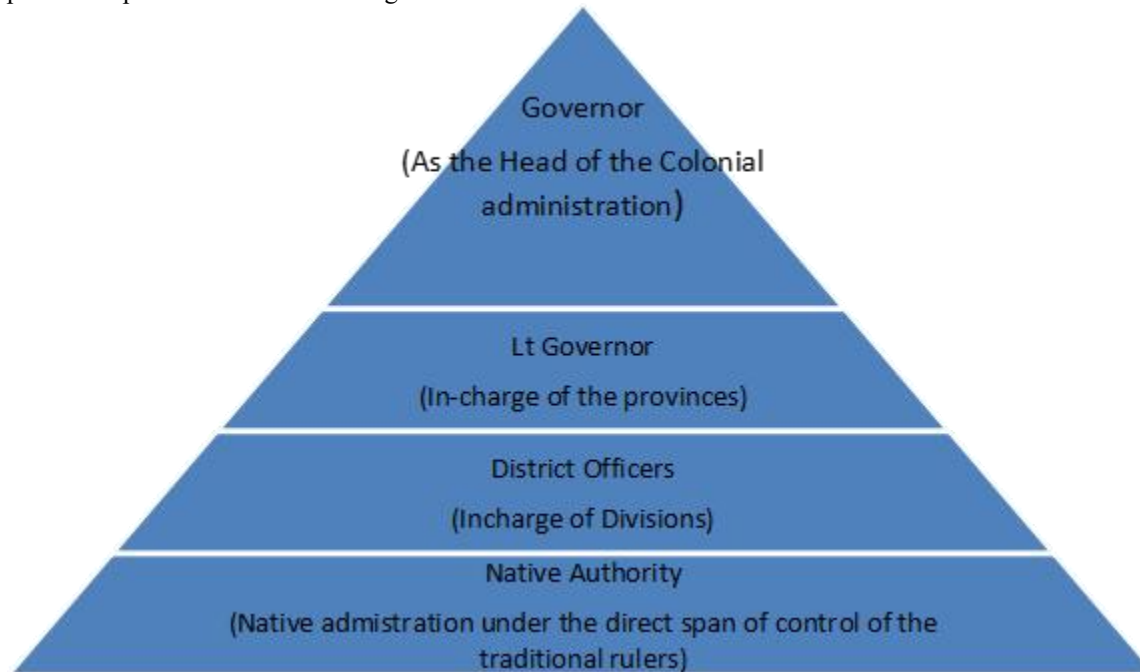 Governor
(As the Head of the Colonial
administration)
Lt Governor
(In-charge of the provinces)
District Officers
(Incharge of Divisions)
Native Authority
(Native admistration under the direct span of control of the
traditional rulers)